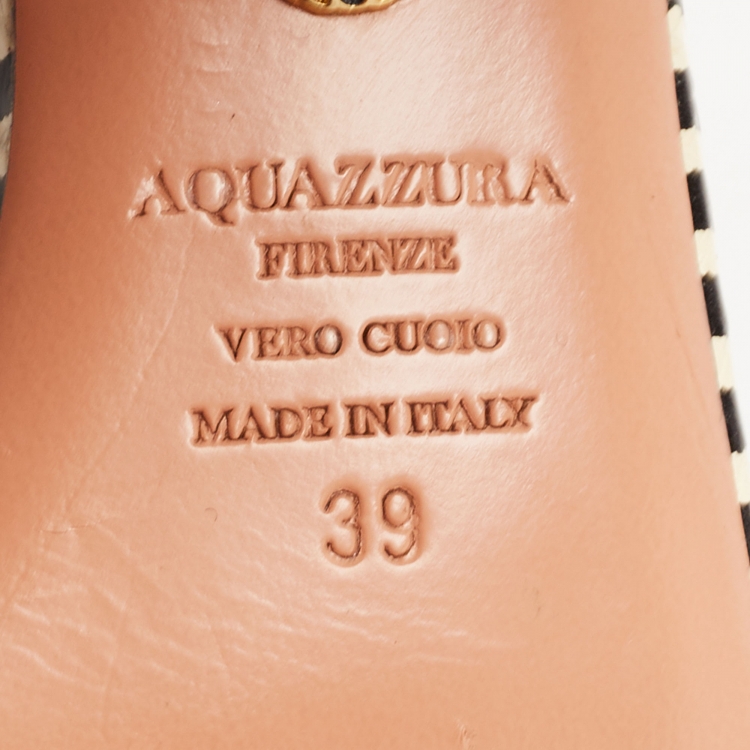 AQUAZZURA
FIRENZE
VERO CUOIO
MADE IN ITALY
39